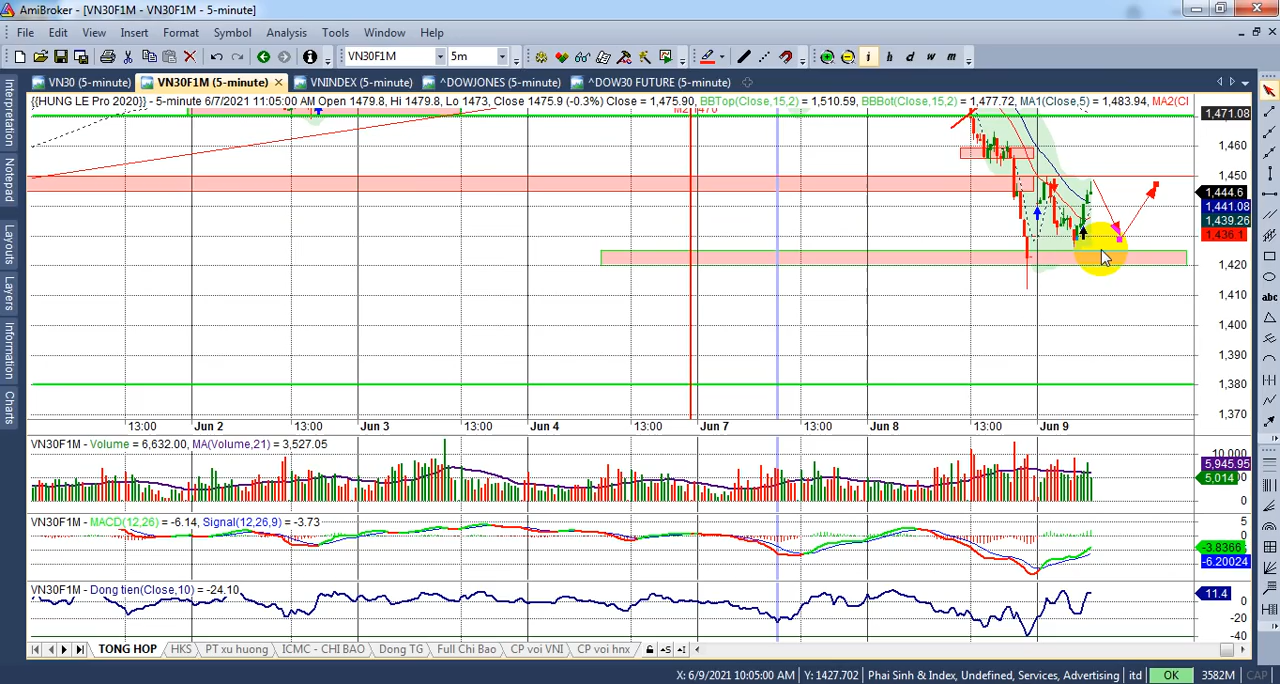 AmiBroker - [VN30F1M - VN30F1M - 5-minute]
File Edit View Insert Format Symbol Analysis Tools Window Help
VN30F1M 5m i h d w m
VN30 (5-minute) VN30F1M (5-minute) VNINDEX (5-minute) ^DOWJONES (5-minute) ^DOW30 FUTURE (5-minute)
{{HUNG LE Pro 2020}} - 5-minute 6/7/2021 11:05:00 AM Open 1479.8, Hi 1479.8, Lo 1473, Close 1475.9 (-0.3%) Close = 1,475.90, BBTop(Close,15,2) = 1,510.59, BBBot(Close,15,2) = 1,477.72, MA1(Close,5) = 1,483.94, MA2(Cl
Interpretation
Notepad
Layouts
Layers
Information
Charts
1,471.08
1,460
1,450
1,444.6
1,441.08
1,439.26
1,436.1
1,420
1,410
1,400
1,390
1,380
1,370
abc
13:00 Jun 2 13:00 Jun 3 13:00 Jun 4 13:00 Jun 7 13:00 Jun 8 13:00 Jun 9
VN30F1M - Volume = 6,632.00, MA(Volume,21) = 3,527.05
10000
5,945.95
5,014
0
VN30F1M - MACD(12,26) = -6.14, Signal(12,26,9) = -3.73
5
0
-3.8366
-6.20024
VN30F1M - Dong tien(Close,10) = -24.10
11.4
0
-20
-40
TONG HOP HKS PT xu huong ICMC - CHI BAO Dong TG Full Chi Bao CP voi VNI CP voi hnx
X: 6/9/2021 10:05:00 AM Y: 1427.702 Phai Sinh & Index, Undefined, Services, Advertising itd OK 3582M CAP